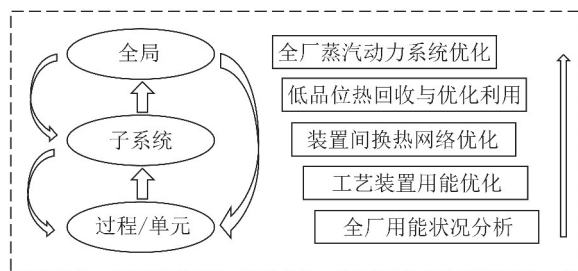 全局
子系统
过程/单元
全厂蒸汽动力系统优化
低品位热回收与优化利用
装置间换热网络优化
工艺装置用能优化
全厂用能状况分析